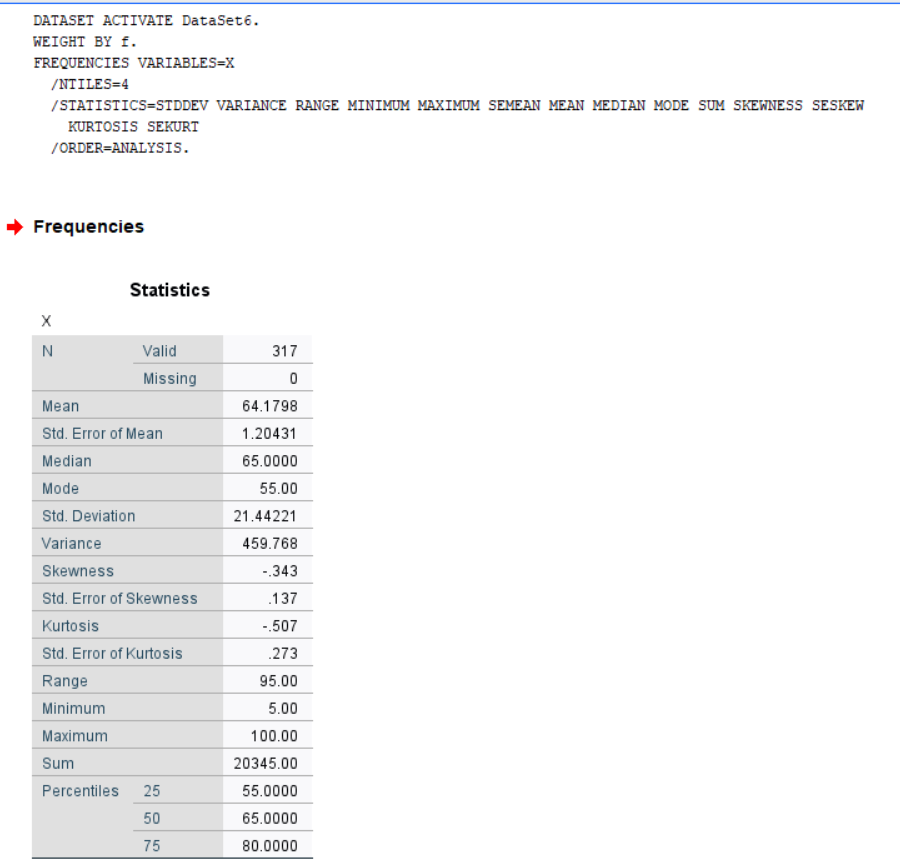 DATASET ACTIVATE DataSet6.
WEIGHT BY f.
FREQUENCIES VARIABLES=X
/NTILES=4
/STATISTICS=STDDEV VARIANCE RANGE MINIMUM MAXIMUM SEMEAN MEAN MEDIAN MODE SUM SKEWNESS SESKEW
KURTOSIS SEKURT
/ORDER=ANALYSIS.
Frequencies
Statistics
X
N Valid 317
Missing 0
Mean 64.1798
Std. Error of Mean 1.20431
Median 65.0000
Mode 55.00
Std. Deviation 21.44221
Variance 459.768
Skewness -.343
Std. Error of Skewness .137
Kurtosis -.507
Std. Error of Kurtosis .273
Range 95.00
Minimum 5.00
Maximum 100.00
Sum 20345.00
Percentiles 25 55.0000
50 65.0000
75 80.0000